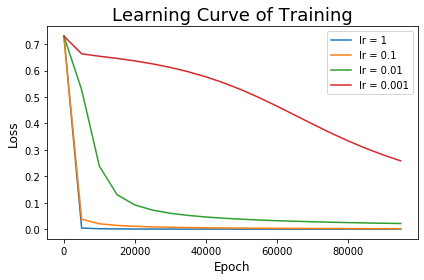 Learning Curve of Training
lr = 1
lr = 0.1
lr = 0.01
lr = 0.001
Loss
0.7
0.6
0.5
0.4
0.3
0.2
0.1
0.0
0
20000
40000
60000
80000
Epoch